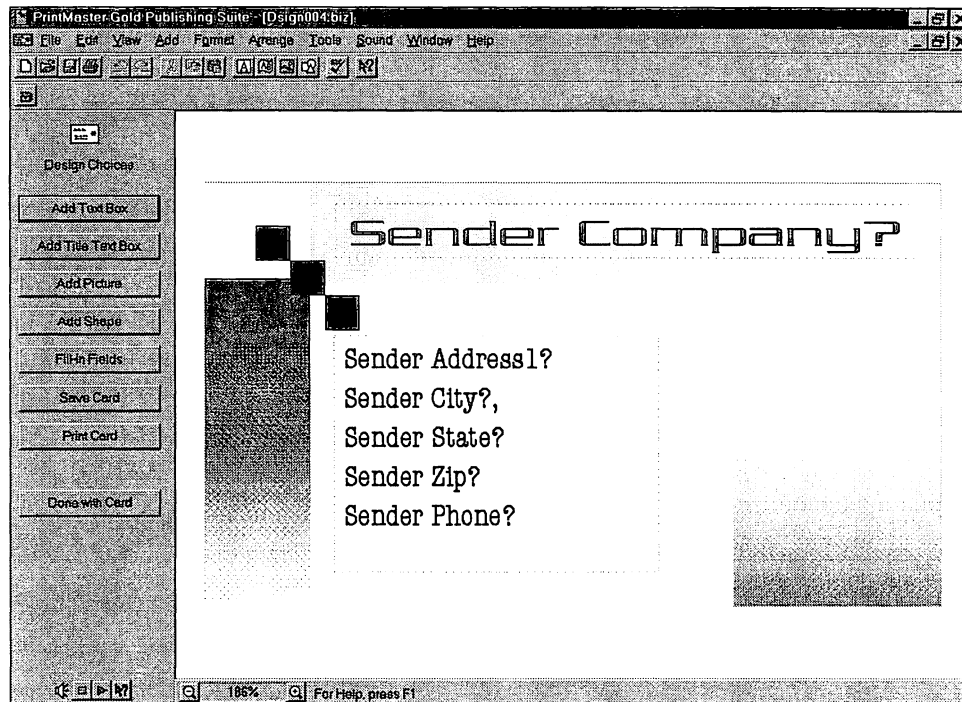 PrintMaster Gold Publishing Suite - [Dsign004.biz]
File Edit View Add Format Arrange Tools Sound Window Help
Design Choices
Add Text Box
Add Title Text Box
Add Picture
Add Shape
Fill-In Fields
Save Card
Print Card
Done with Card
Sender Company?
Sender Address1?
Sender City?,
Sender State?
Sender Zip?
Sender Phone?
186% For Help, press F1